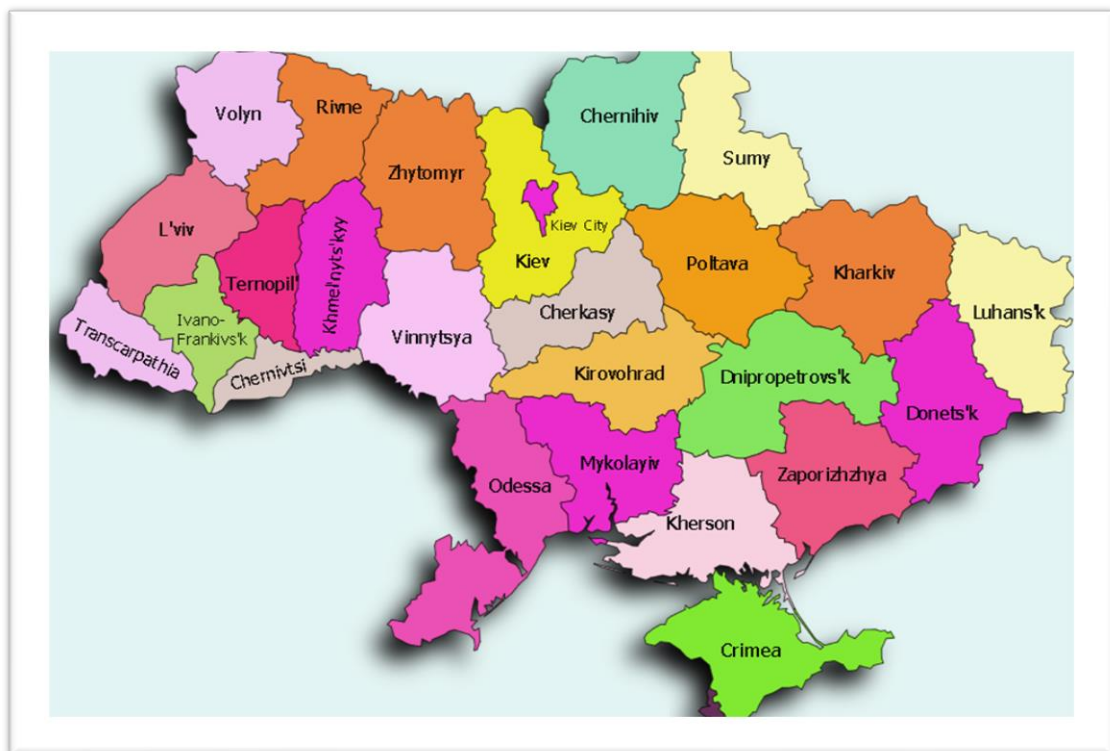 Volyn
Rivne
Zhytomyr
Chernihiv
Sumy
Kiev City
Kiev
L'viv
Ternopil'
Khmel'nyts'kyy
Ivano-
Frankivs'k
Transcarpathia
Chernivtsi
Vinnytsya
Cherkasy
Poltava
Kharkiv
Luhans'k
Kirovohrad
Dnipropetrovs'k
Donets'k
Odessa
Mykolayiv
Zaporizhzhya
Kherson
Crimea